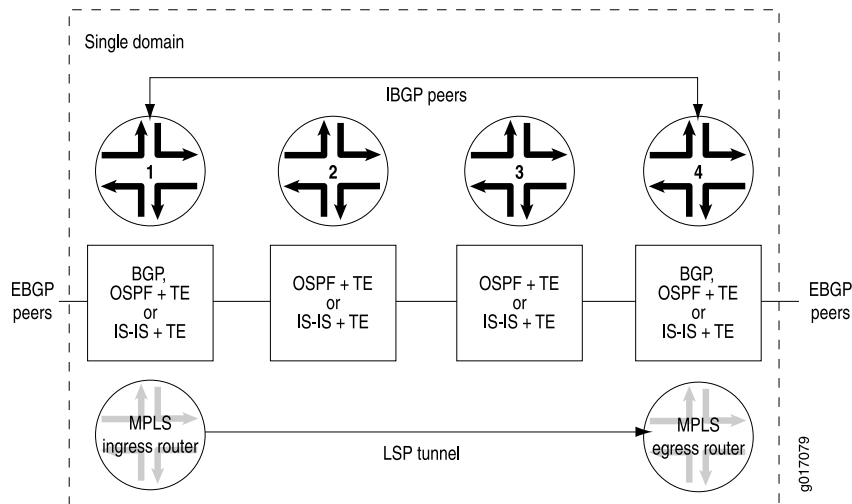 Single domain
IBGP peers
1
2
3
4
EBGP
peers
BGP,
OSPF + TE
or
IS-IS + TE
OSPF + TE
or
IS-IS + TE
OSPF + TE
or
IS-IS + TE
BGP,
OSPF + TE
or
IS-IS + TE
EBGP
peers
MPLS
ingress router
LSP tunnel
MPLS
egress router
g017079